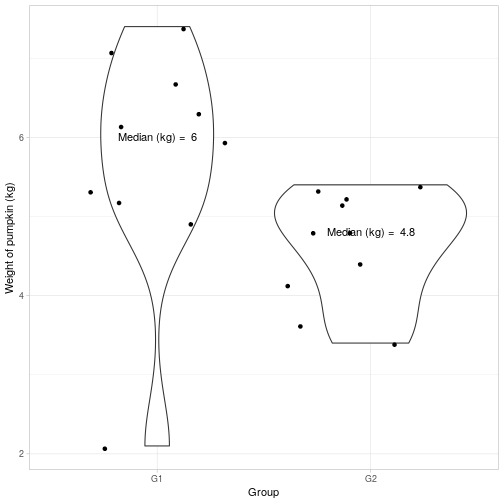 Weight of pumpkin (kg)
6
4
2
Median (kg) =  6
Median (kg) =  4.8
G1
G2
Group